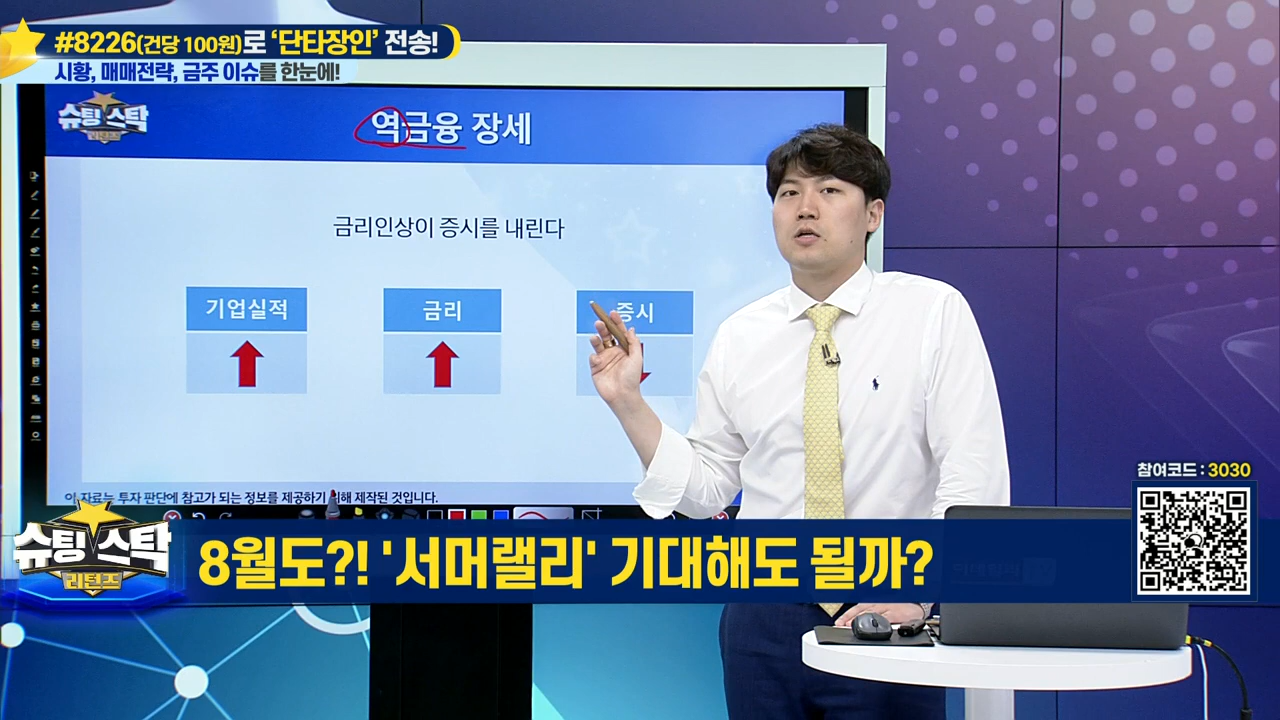 #8226(건당 100원)로 ‘단타장인’ 전송!
시황, 매매전략, 금주 이슈를 한눈에!
슈팅 스탁
리턴즈
역금융 장세
금리인상이 증시를 내린다
기업실적
금리
증시
이 자료는 투자 판단에 참고가 되는 정보를 제공하기 위해 제작된 것입니다.
참여코드 : 3030
슈팅 스탁
리턴즈
8월도?! '서머랠리' 기대해도 될까?